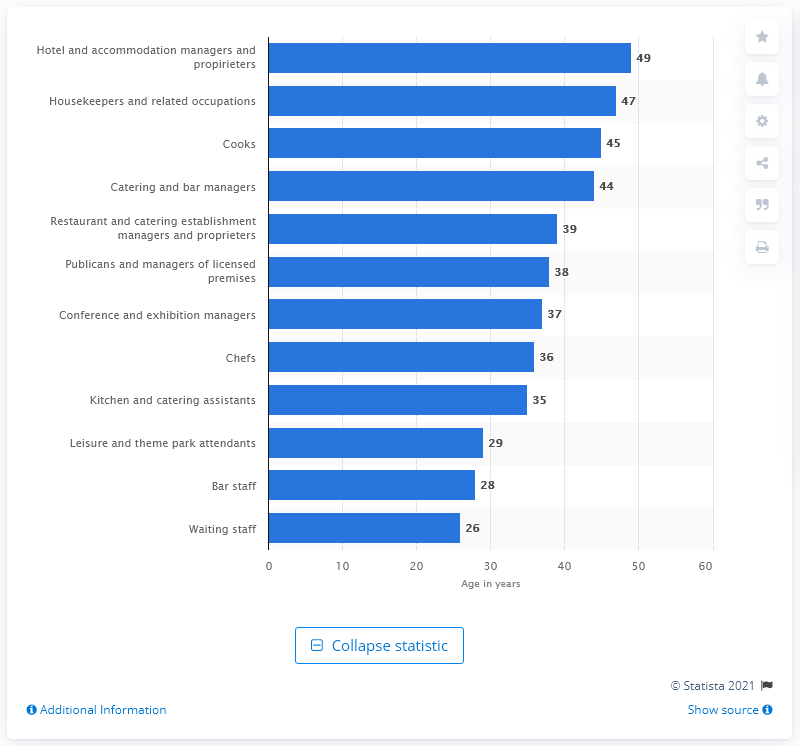 Hotel and accommodation managers and
propirieters
49
Housekeepers and related occupations
47
Cooks
45
Catering and bar managers
44
Restaurant and catering establishment
managers and proprieters
39
Publicans and managers of licensed
premises
38
Conference and exhibition managers
37
Chefs
36
Kitchen and catering assistants
35
Leisure and theme park attendants
29
Bar staff
28
Waiting staff
26
0 10 20 30 40 50 60
Age in years
Collapse statistic
© Statista 2021
Additional Information
Show source